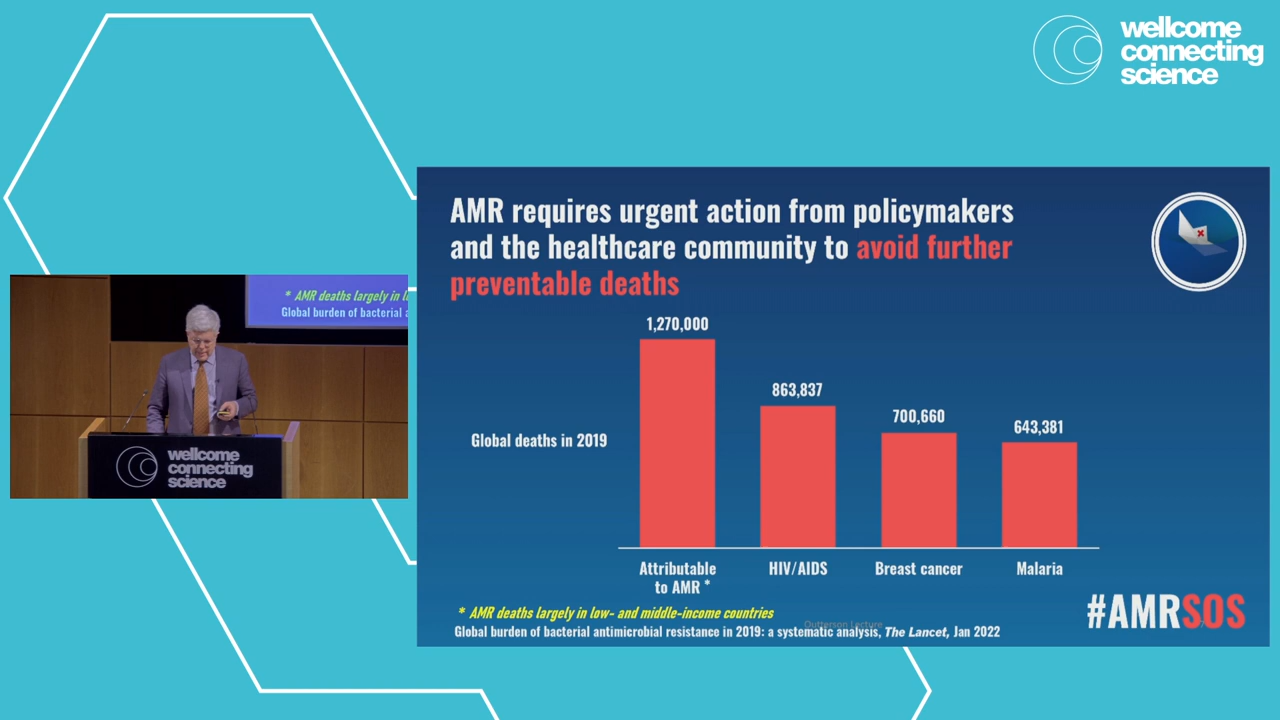 wellcome
connecting
science
AMR requires urgent action from policymakers
and the healthcare community to avoid further
preventable deaths
1,270,000
863,837
700,660
643,381
Global deaths in 2019
Attributable
to AMR *
HIV/AIDS
Breast cancer
Malaria
* AMR deaths largely in low- and middle-income countries
Outterson Lecture
Global burden of bacterial antimicrobial resistance in 2019: a systematic analysis, The Lancet, Jan 2022
#AMRSOS
* AMR deaths largely in
Global burden of bacterial
wellcome
connecting
science